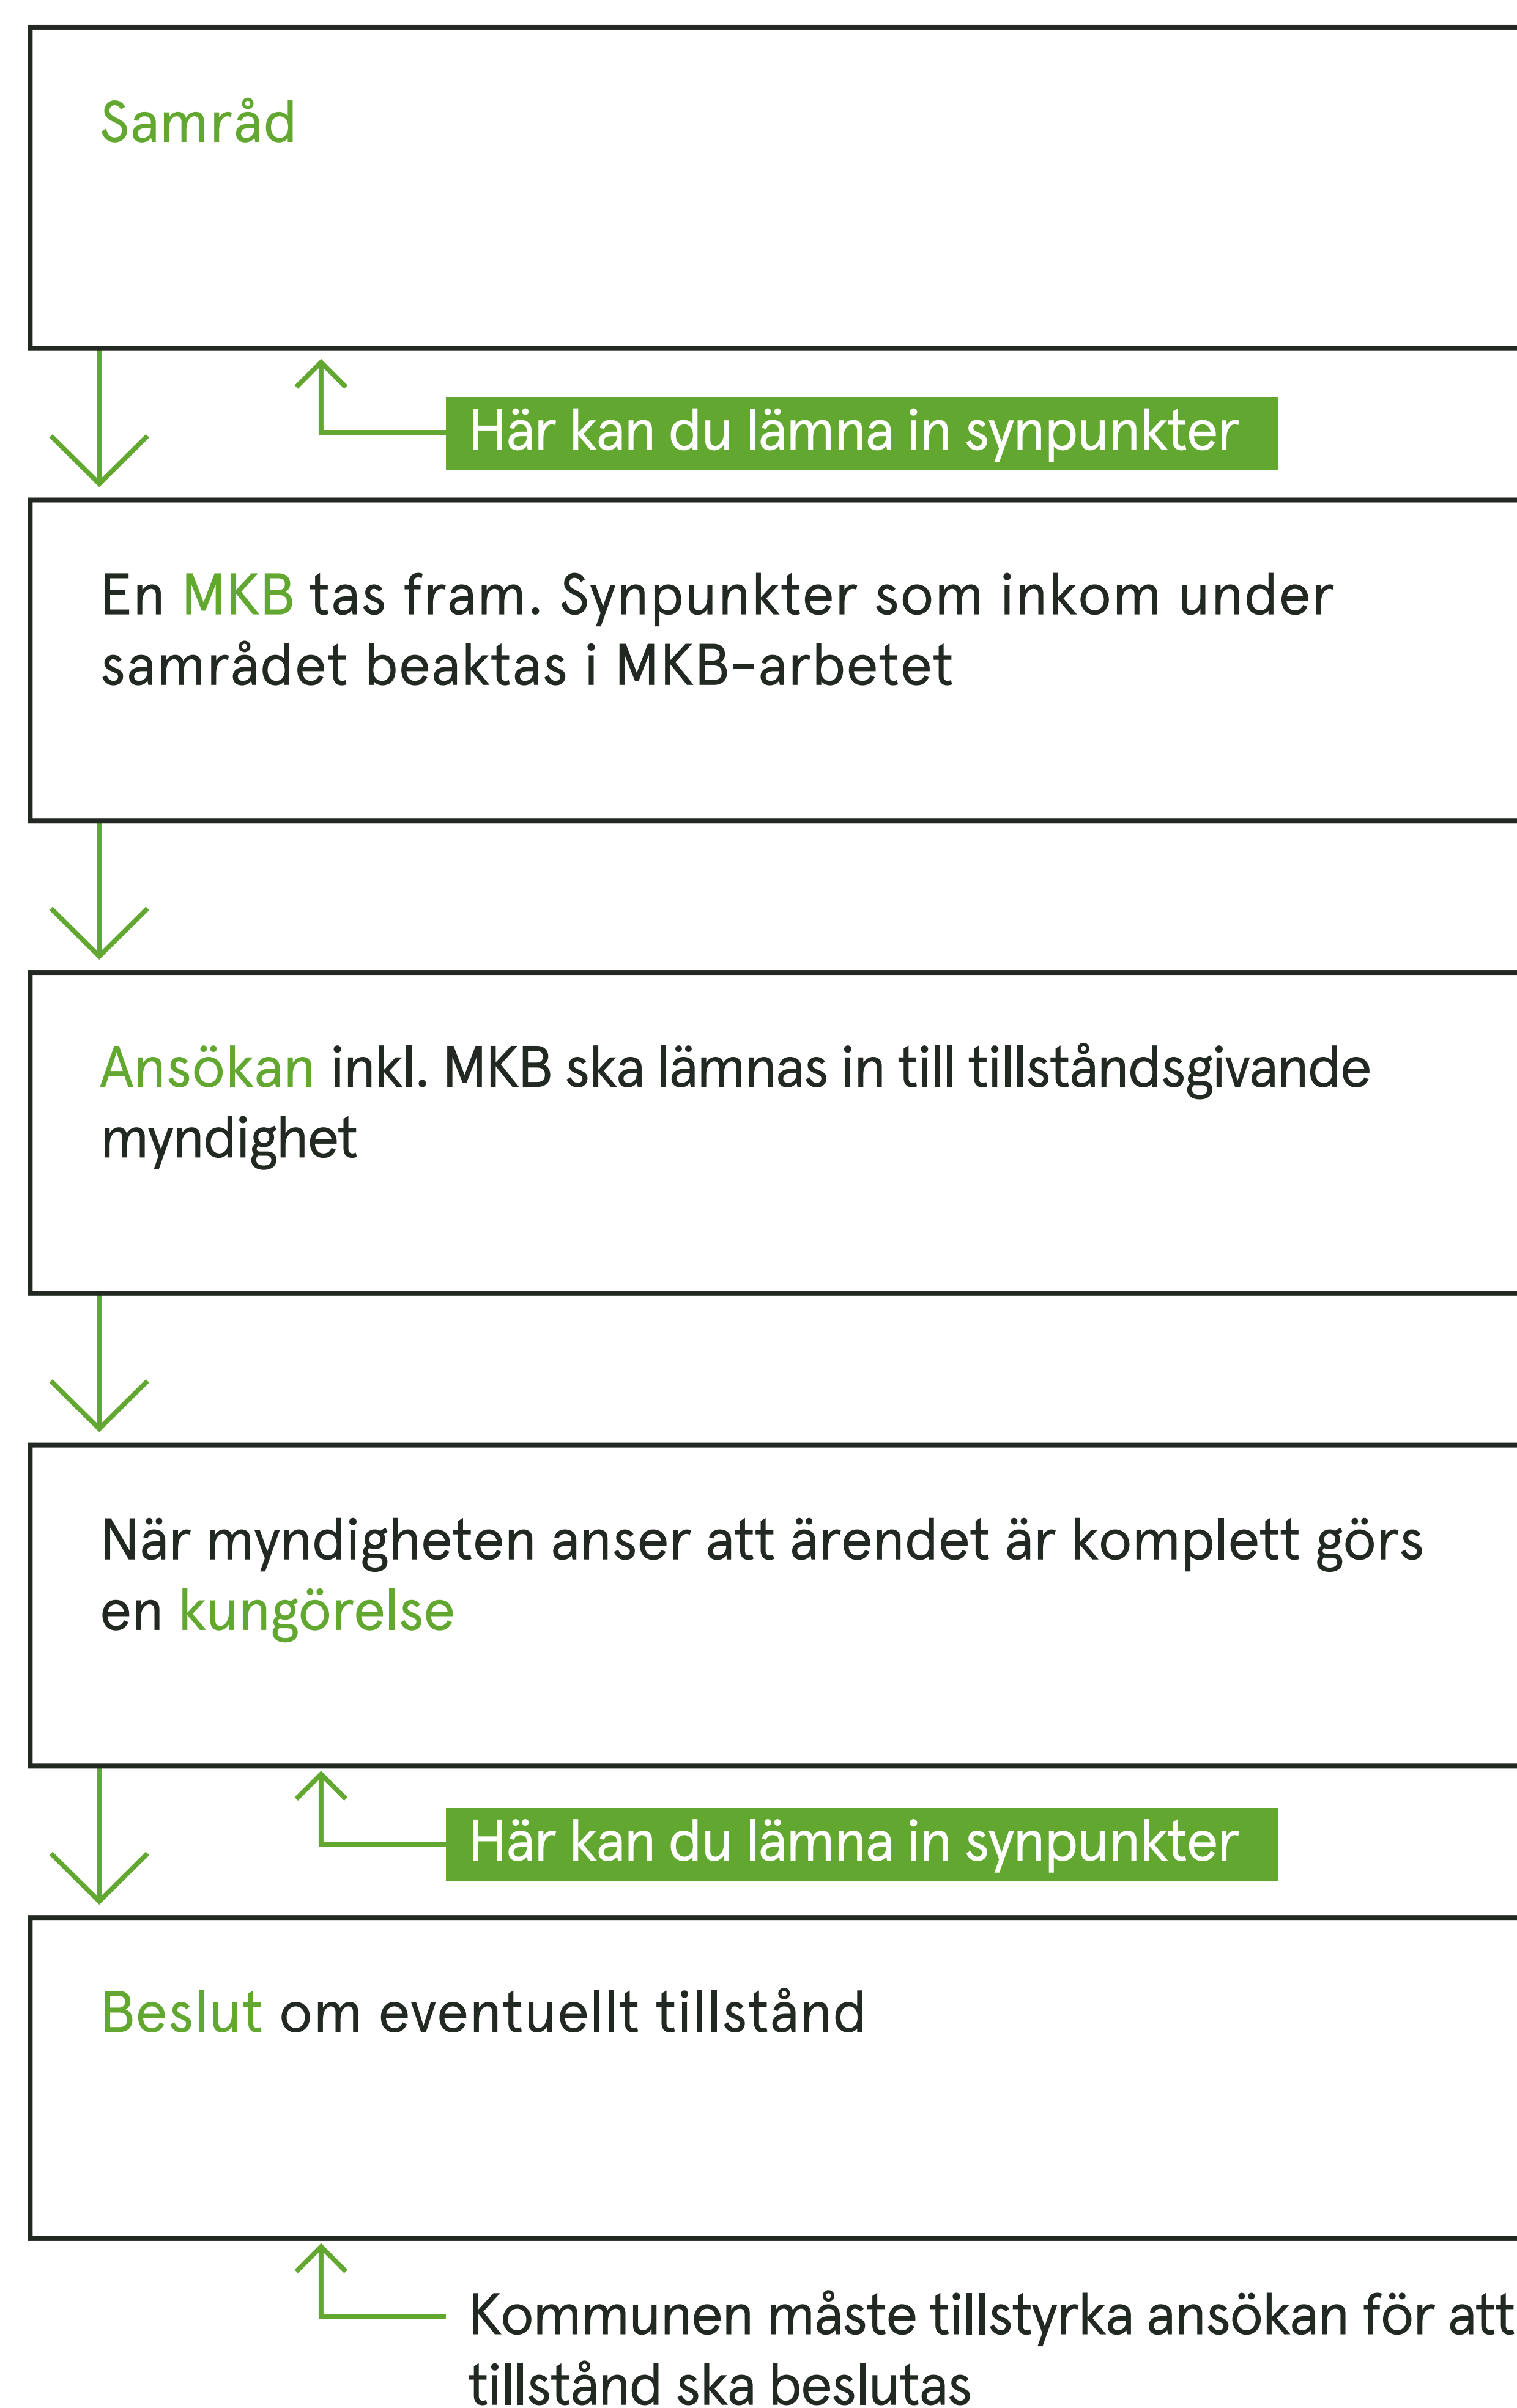 Samråd
Här kan du lämna in synpunkter
En MKB tas fram. Synpunkter som inkom under
samrådet beaktas i MKB-arbetet
Ansökan inkl. MKB ska lämnas in till tillståndsgivande
myndighet
När myndigheten anser att ärendet är komplett görs
en kungörelse
Här kan du lämna in synpunkter
Beslut om eventuellt tillstånd
Kommunen måste tillstyrka ansökan för att
tillstånd ska beslutas